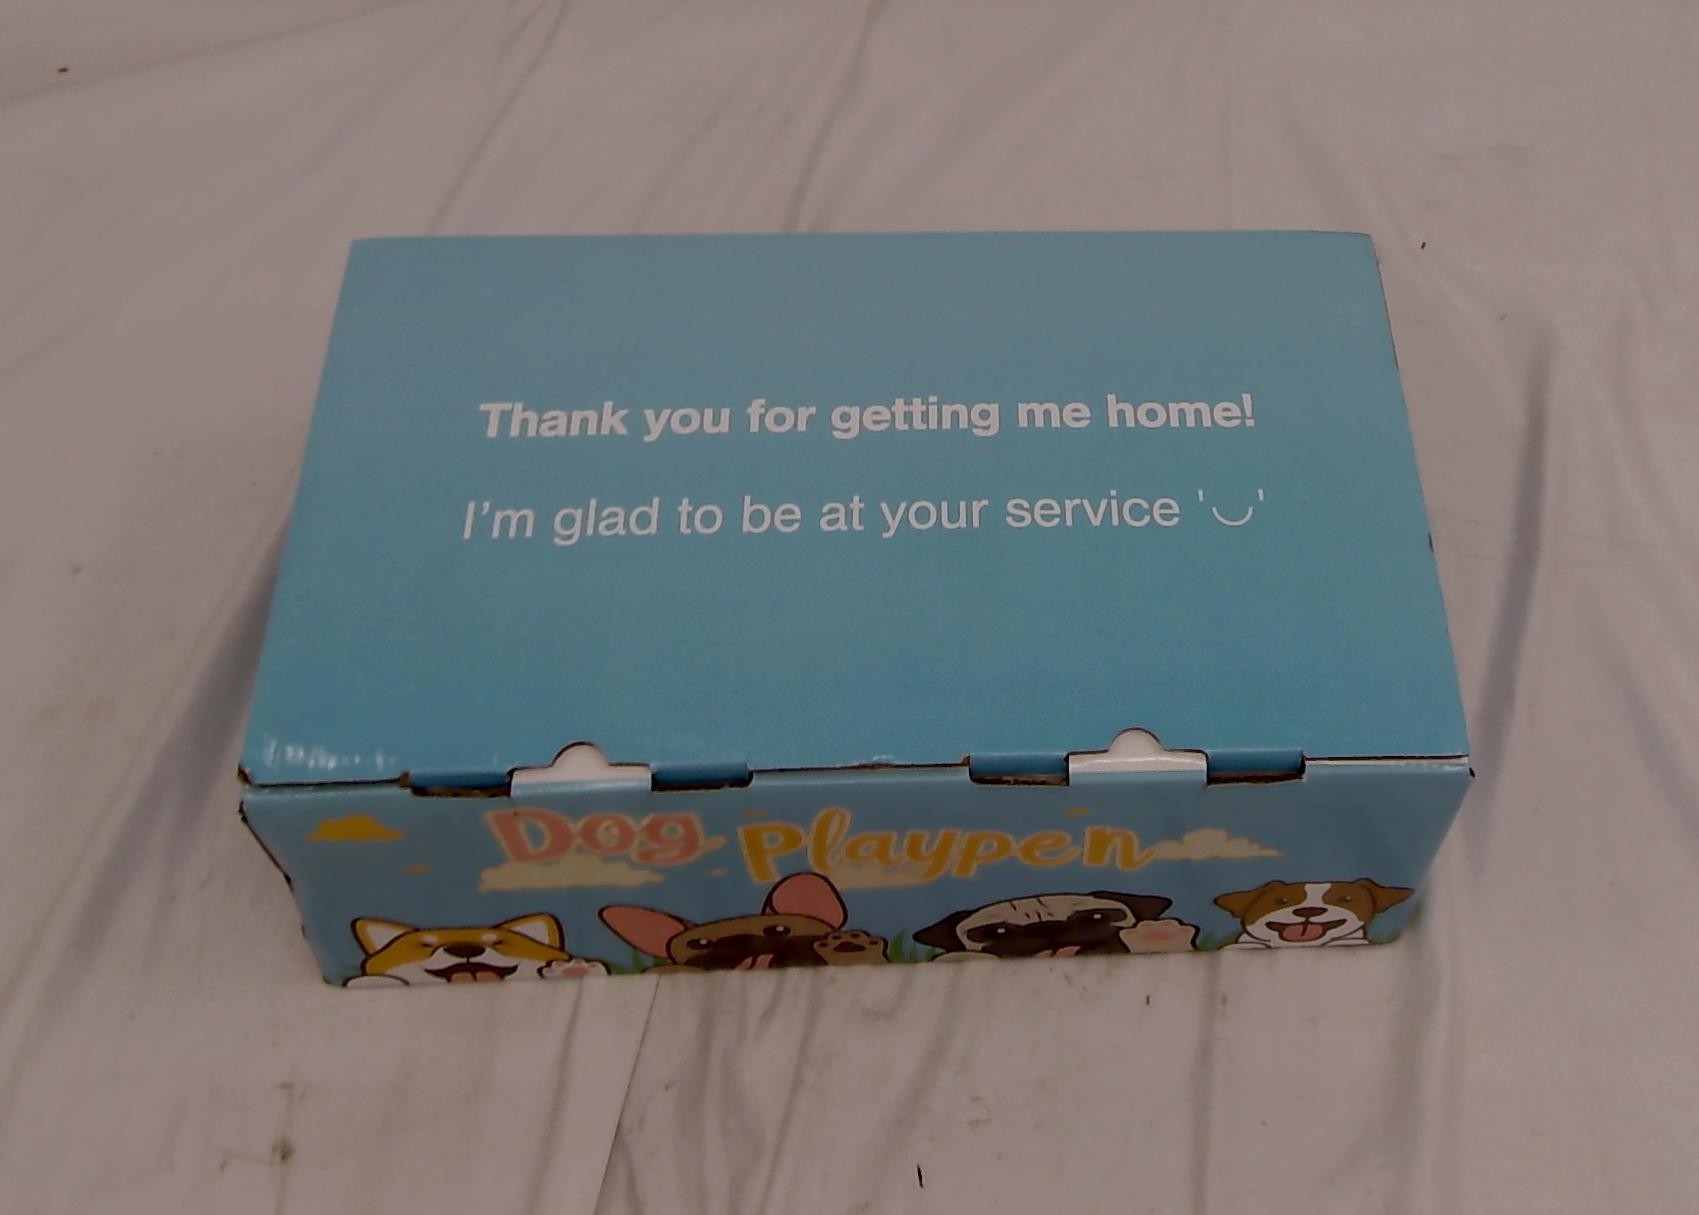 Thank you for getting me home!
I'm glad to be at your service '◡'
Dog Playpen